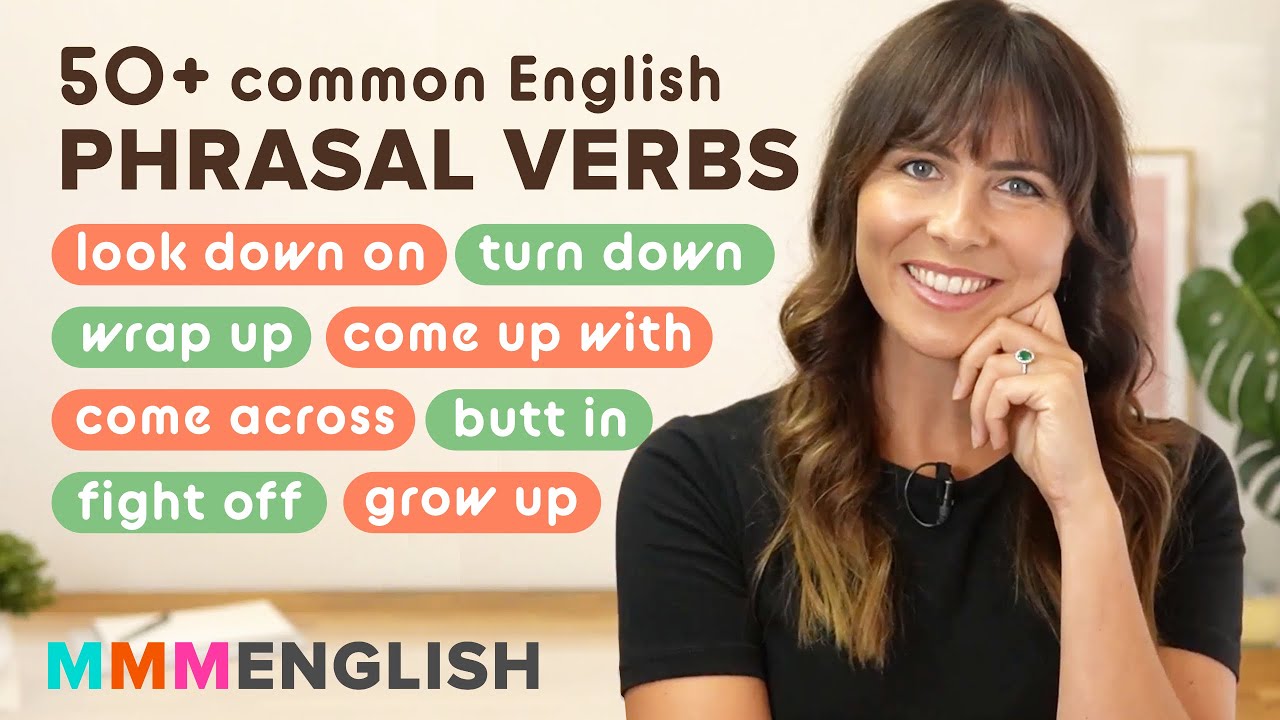 50+ common English
PHRASAL VERBS
look down on turn down
wrap up come up with
come across butt in
fight off grow up
MMMENGLISH